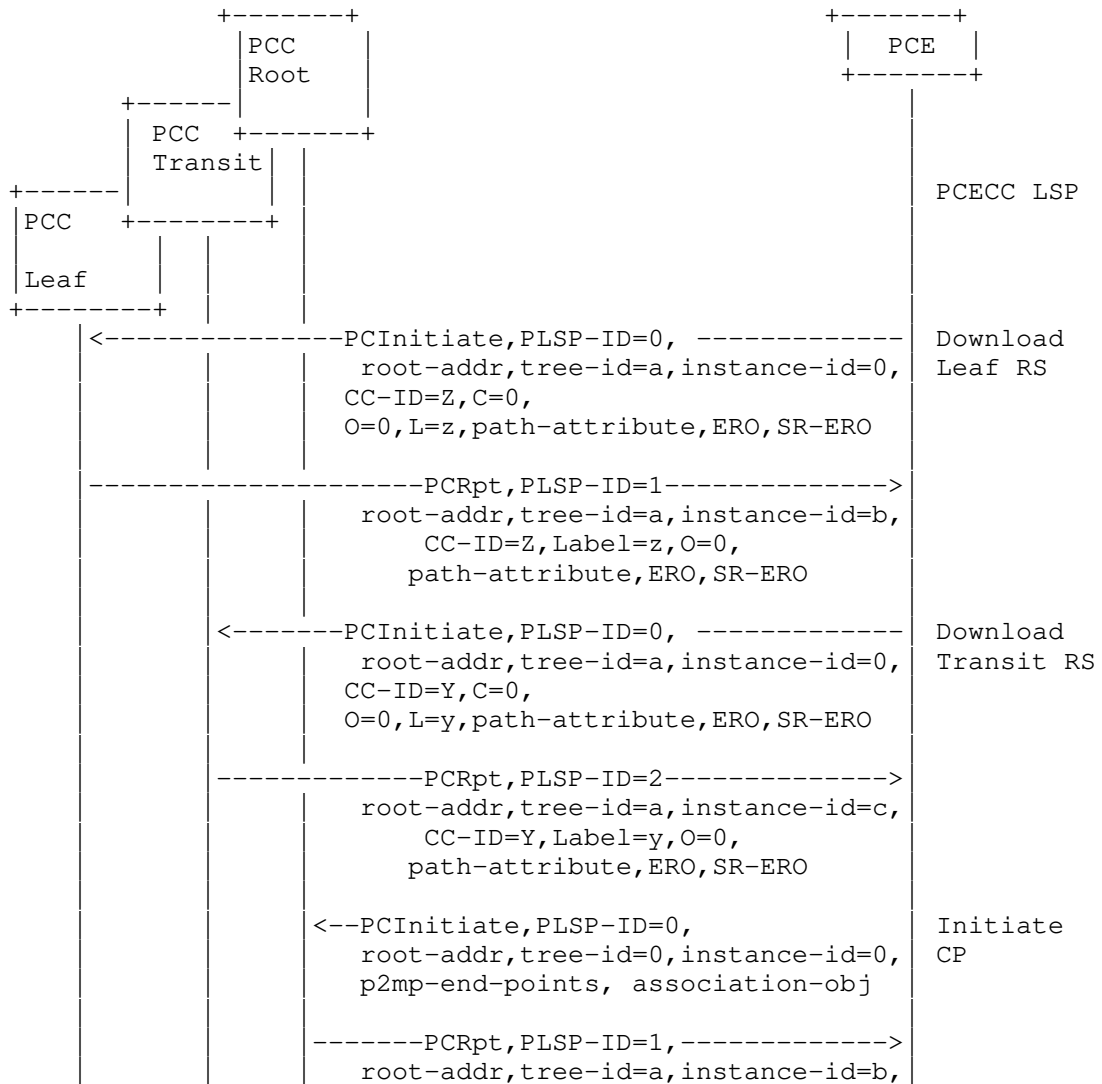 PCC PCE
Root
PCC
Transit
PCECC LSP
PCC
Leaf
<---------------PCInitiate,PLSP-ID=0, ------------- Download
root-addr,tree-id=a,instance-id=0, Leaf RS
CC-ID=Z,C=0,
O=0,L=z,path-attribute,ERO,SR-ERO
---------------------PCRpt,PLSP-ID=1-------------->
root-addr,tree-id=a,instance-id=b,
CC-ID=Z,Label=z,O=0,
path-attribute,ERO,SR-ERO
<-------PCInitiate,PLSP-ID=0, ------------- Download
root-addr,tree-id=a,instance-id=0, Transit RS
CC-ID=Y,C=0,
O=0,L=y,path-attribute,ERO,SR-ERO
-------------PCRpt,PLSP-ID=2-------------->
root-addr,tree-id=a,instance-id=c,
CC-ID=Y,Label=y,O=0,
path-attribute,ERO,SR-ERO
<--PCInitiate,PLSP-ID=0, Initiate
root-addr,tree-id=0,instance-id=0, CP
p2mp-end-points, association-obj
-------PCRpt,PLSP-ID=1,------------>
root-addr,tree-id=a,instance-id=b,